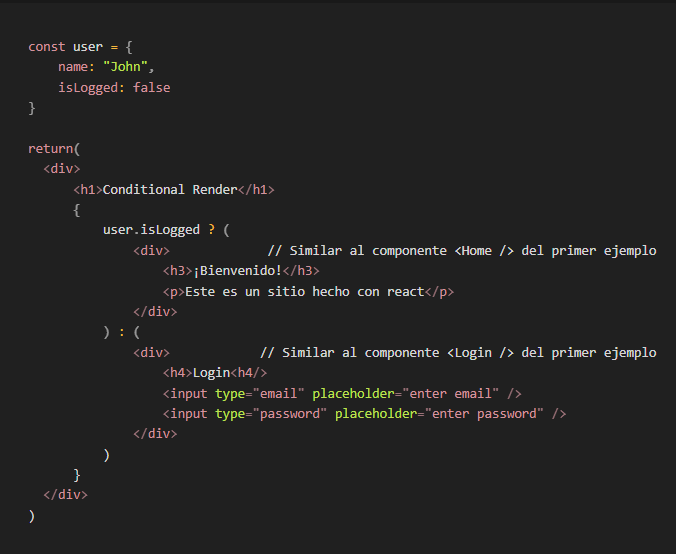 const user = {
    name: "John",
    isLogged: false
}

return(
  <div>
      <h1>Conditional Render</h1>
      {
          user.isLogged ? (
              <div>             // Similar al componente <Home /> del primer ejemplo
                  <h3>¡Bienvenido!</h3>
                  <p>Este es un sitio hecho con react</p>
              </div>
          ) : (
              <div>            // Similar al componente <Login /> del primer ejemplo
                  <h4>Login<h4/>
                  <input type="email" placeholder="enter email" />
                  <input type="password" placeholder="enter password" />
              </div>
          )
      }
  </div>
)